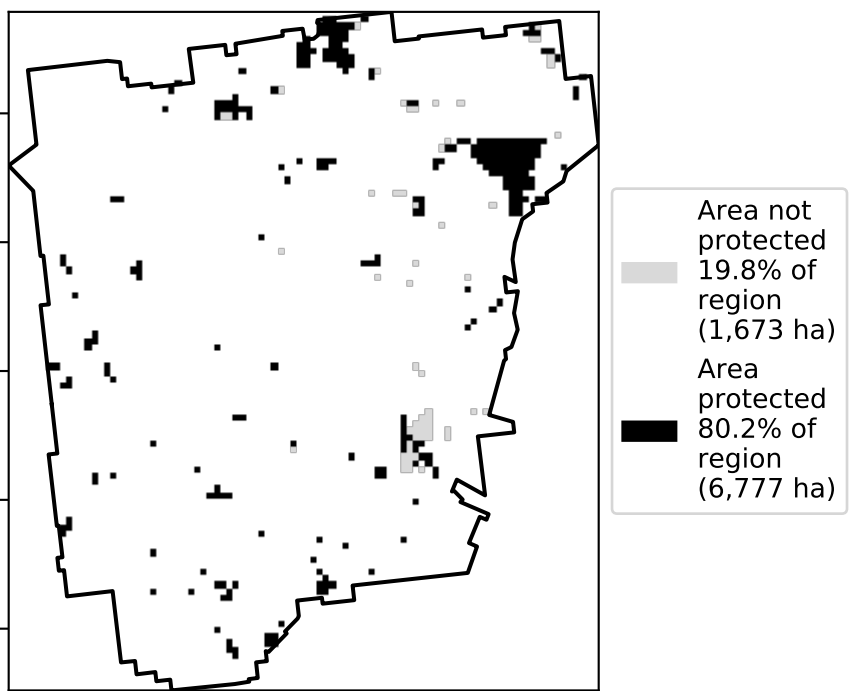 Area not
protected
19.8% of
region
(1,673 ha)
Area
protected
80.2% of
region
(6,777 ha)